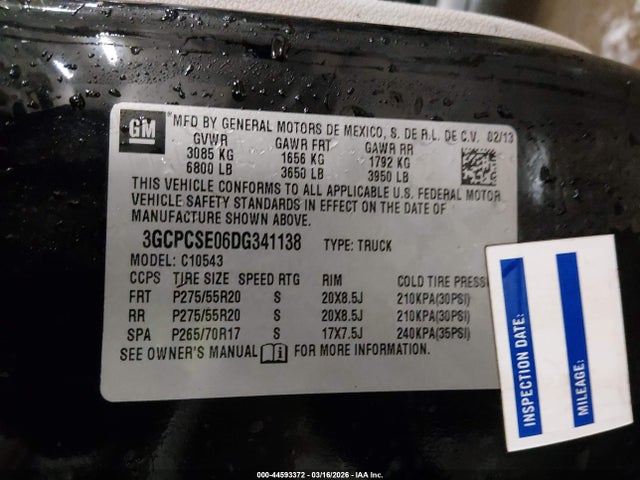 GM
*MFD BY GENERAL MOTORS DE MEXICO, S. DE R.L. DE C.V. 02/13
GVWR GAWR FRT GAWR RR
3085 KG 1656 KG 1792 KG
6800 LB 3650 LB 3950 LB
THIS VEHICLE CONFORMS TO ALL APPLICABLE U.S. FEDERAL MOTOR
VEHICLE SAFETY STANDARDS IN EFFECT ON THE DATE OF
MANUFACTURE SHOWN ABOVE.
3GCPCSE06DG341138 TYPE: TRUCK
MODEL: C10543
CCPS TIRE SIZE SPEED RTG RIM COLD TIRE PRESS
FRT P275/55R20 S 20X8.5J 210KPA(30PSI)
RR P275/55R20 S 20X8.5J 210KPA(30PSI)
SPA P265/70R17 S 17X7.5J 240KPA(35PSI)
SEE OWNER'S MANUAL FOR MORE INFORMATION.
INSPECTION DATE:
MILEAGE:
000-44593372 - 03/16/2026 - IAA Inc.